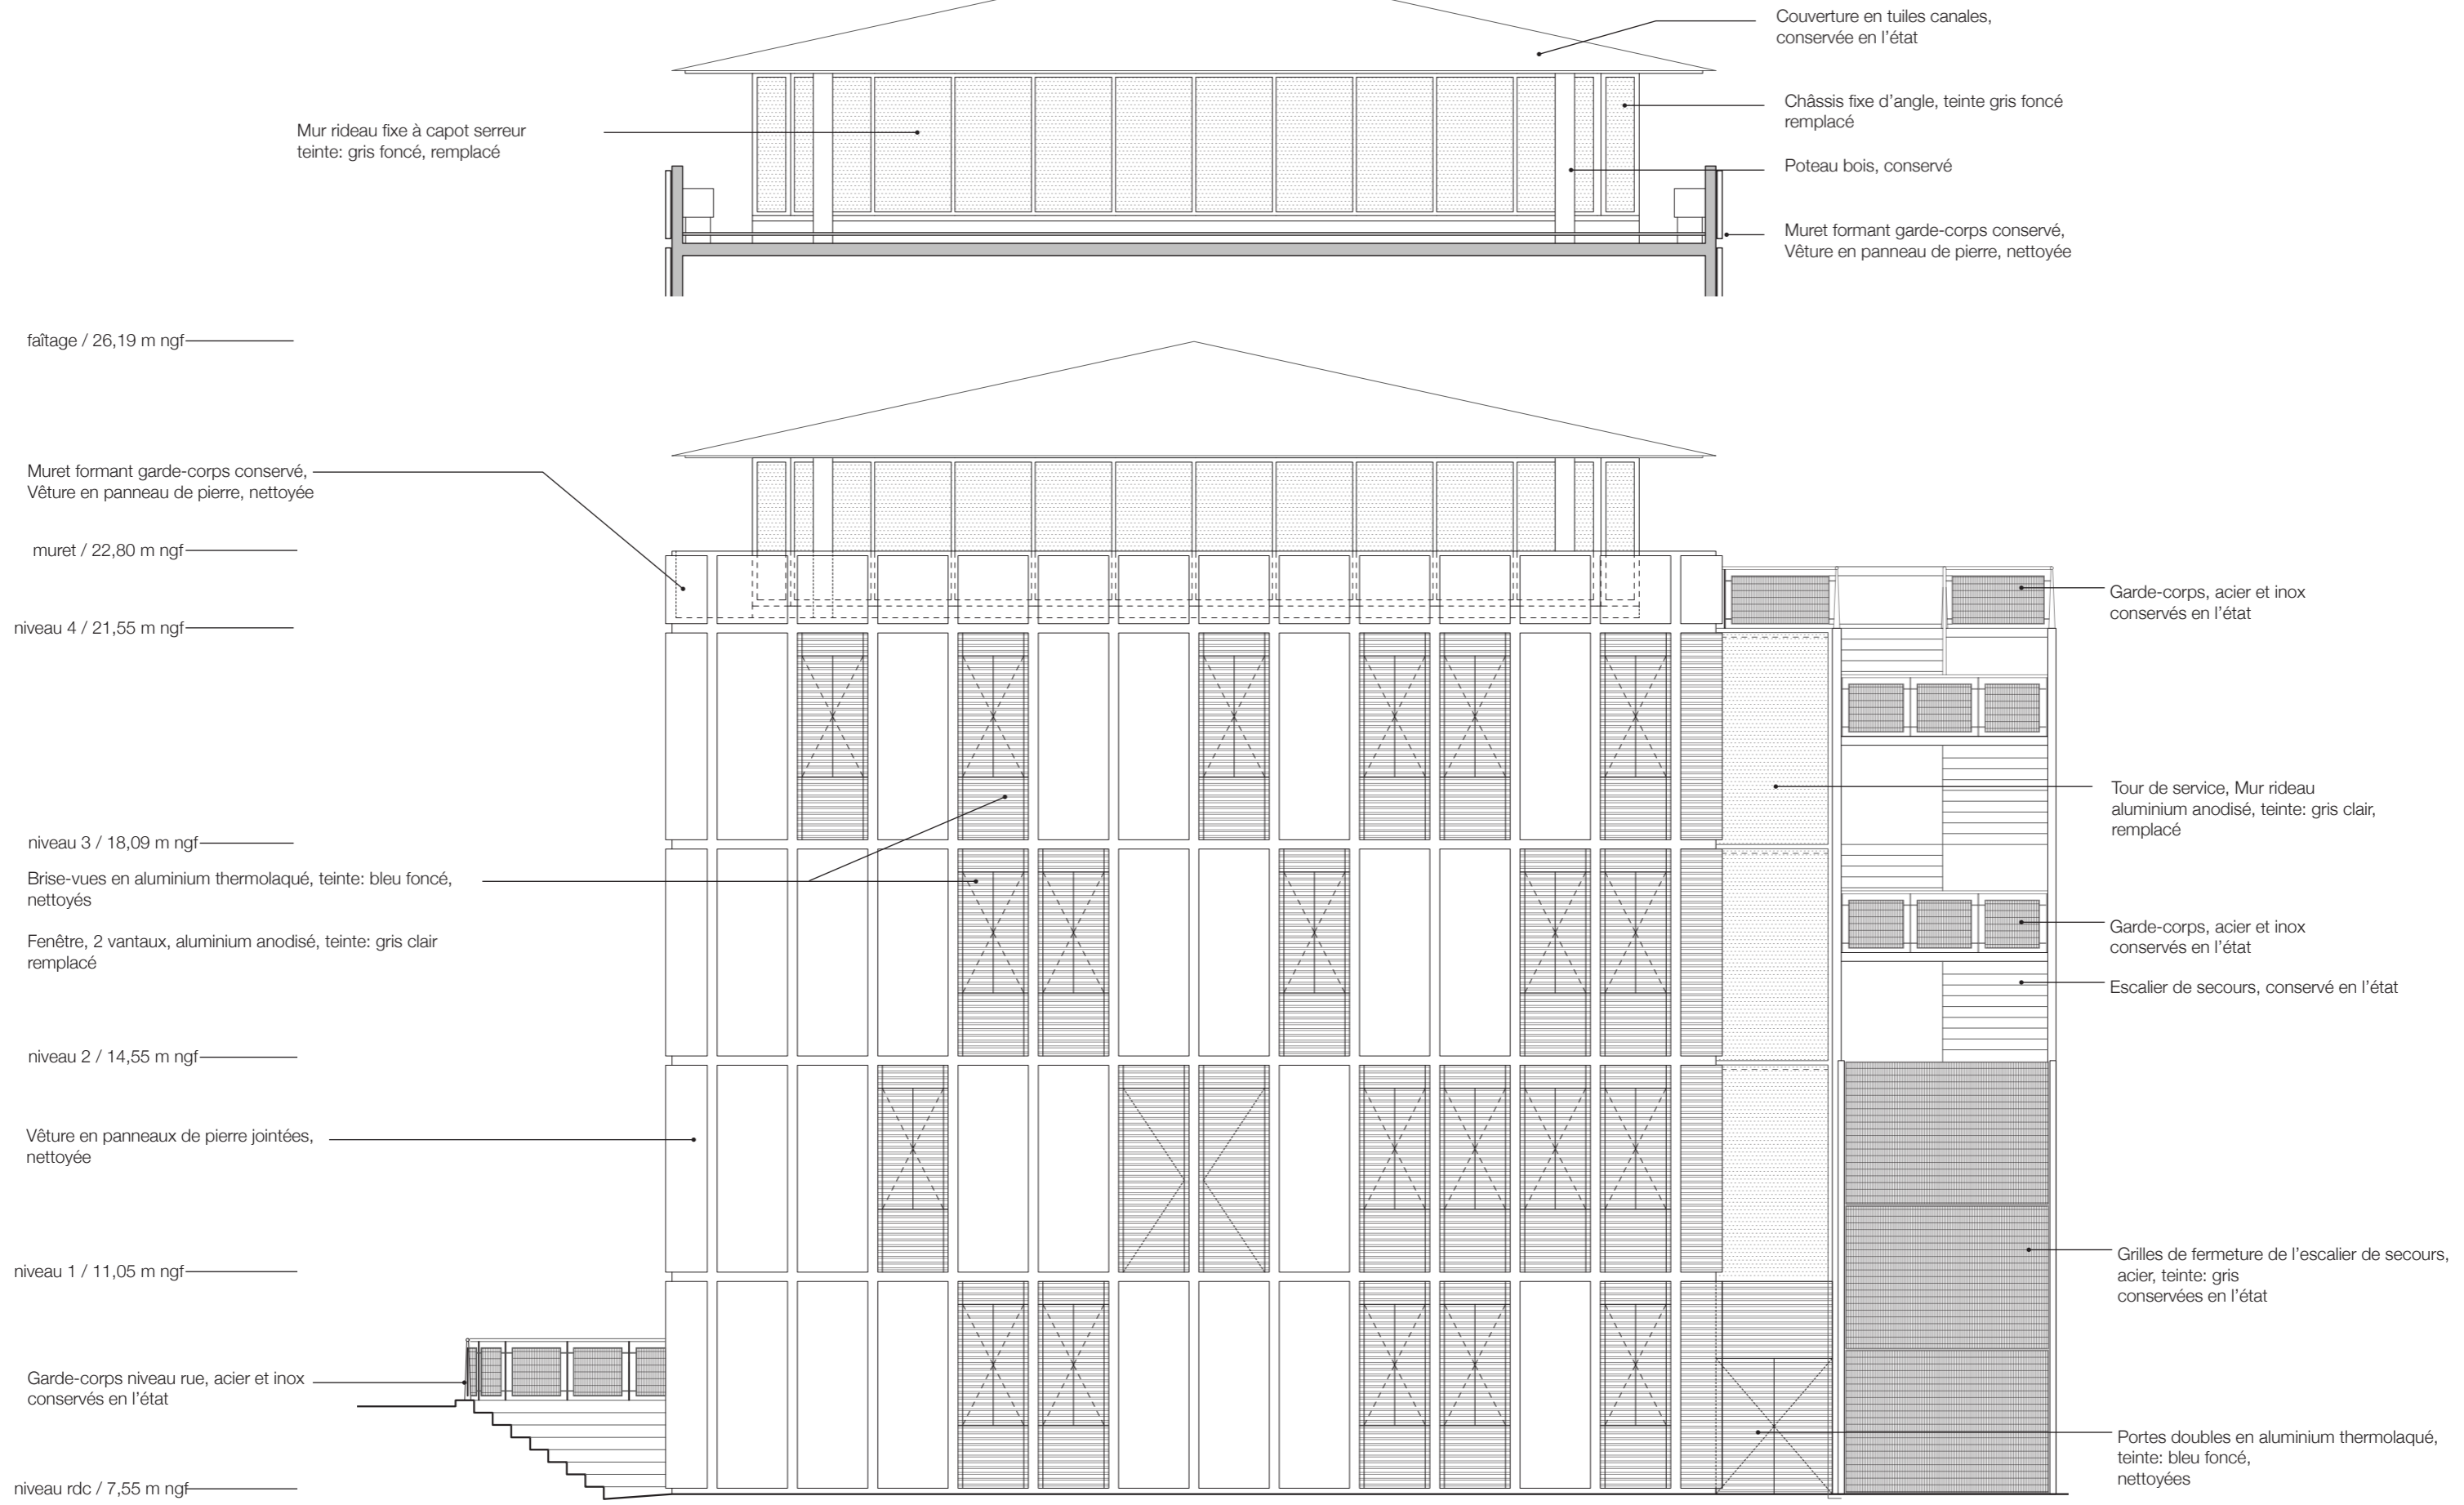 Couverture en tuiles canales,
conservée en l'état
Châssis fixe d'angle, teinte gris foncé
remplacé
Mur rideau fixe à capot serreur
teinte: gris foncé, remplacé
Poteau bois, conservé
Muret formant garde-corps conservé,
Vêture en panneau de pierre, nettoyée
faîtage / 26,19 m ngf
Muret formant garde-corps conservé,
Vêture en panneau de pierre, nettoyée
muret / 22,80 m ngf
Garde-corps, acier et inox
conservés en l'état
niveau 4 / 21,55 m ngf
Tour de service, Mur rideau
aluminium anodisé, teinte: gris clair,
remplacé
niveau 3 / 18,09 m ngf
Brise-vues en aluminium thermolaqué, teinte: bleu foncé,
nettoyés
Fenêtre, 2 vantaux, aluminium anodisé, teinte: gris clair
remplacé
Garde-corps, acier et inox
conservés en l'état
Escalier de secours, conservé en l'état
niveau 2 / 14,55 m ngf
Vêture en panneaux de pierre jointées,
nettoyée
Grilles de fermeture de l'escalier de secours,
acier, teinte: gris
conservées en l'état
niveau 1 / 11,05 m ngf
Garde-corps niveau rue, acier et inox
conservés en l'état
Portes doubles en aluminium thermolaqué,
teinte: bleu foncé,
nettoyées
niveau rdc / 7,55 m ngf